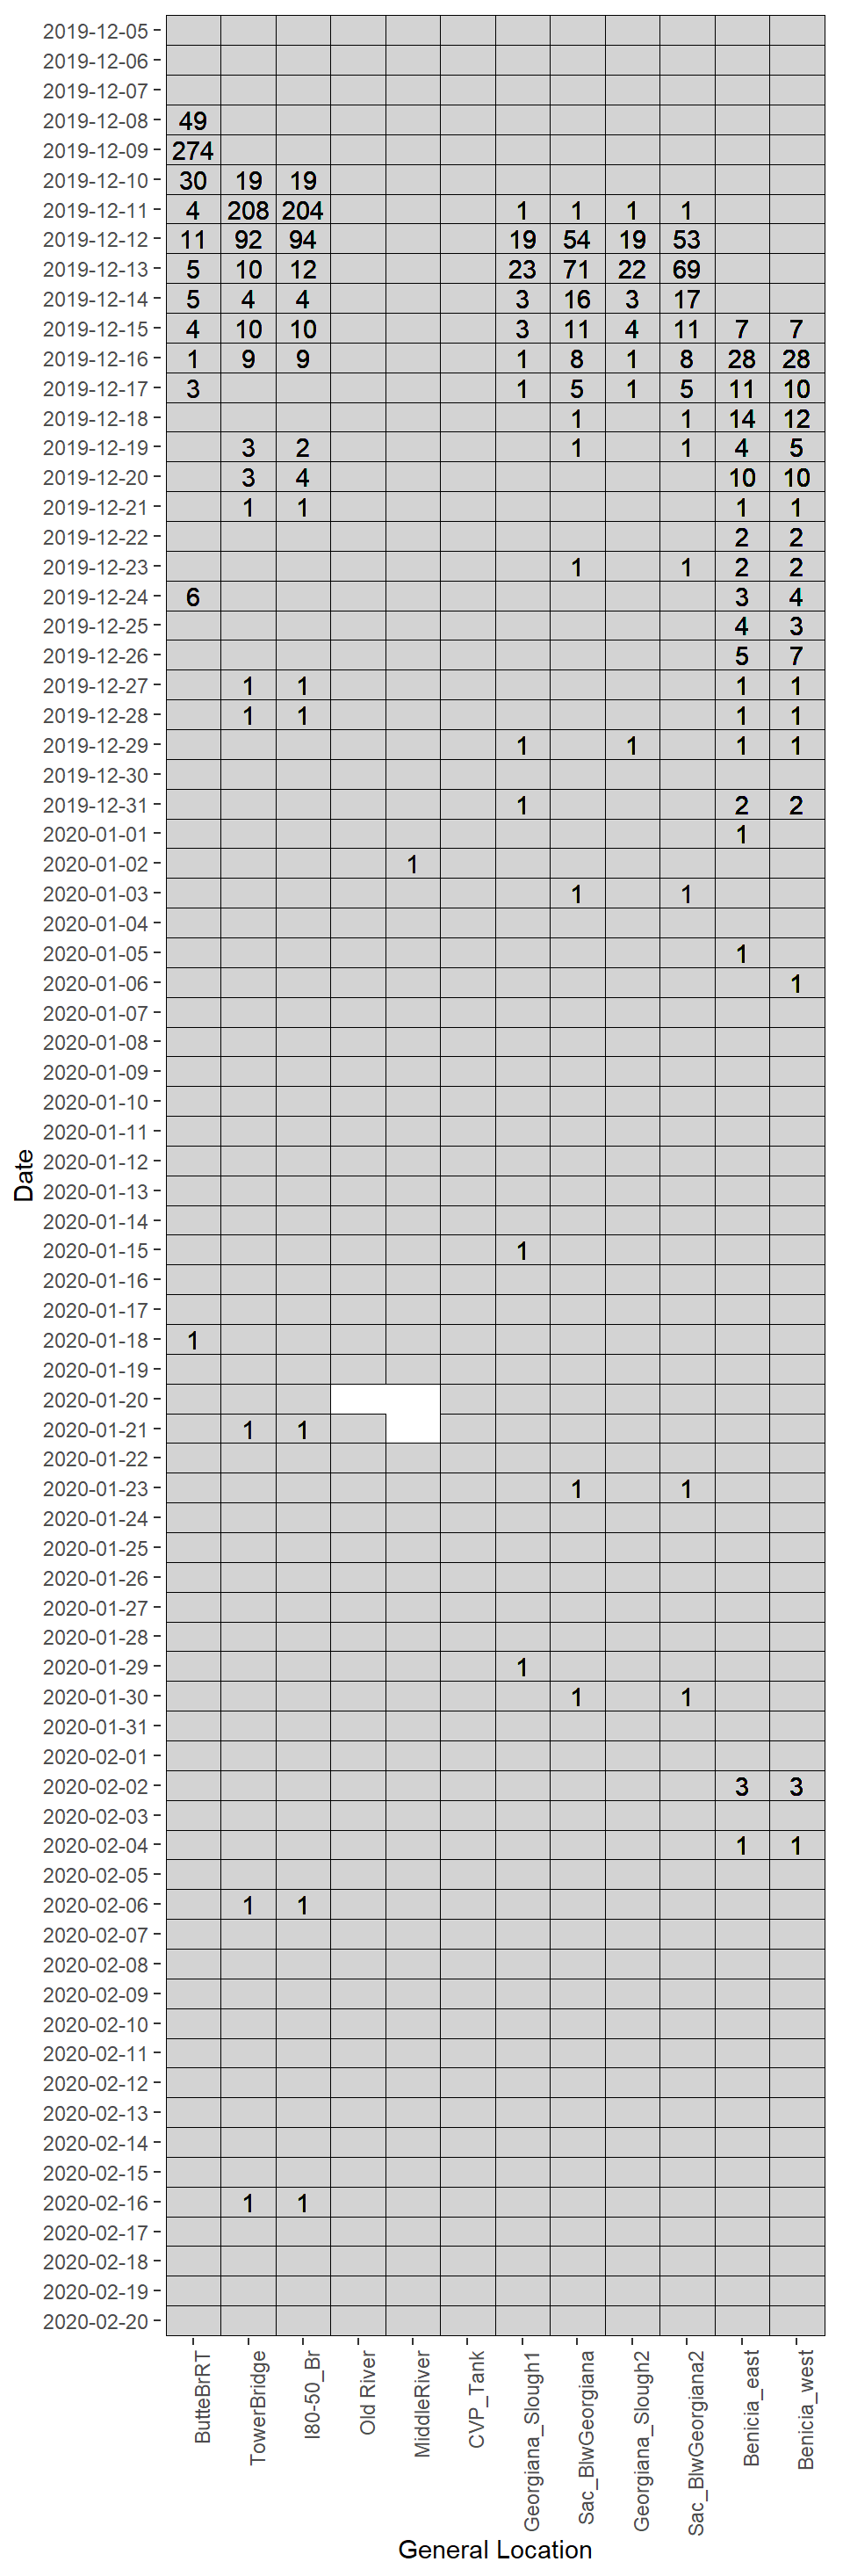 2019-12-05
2019-12-06
2019-12-07
2019-12-08 49
2019-12-09 274
2019-12-10 30 19 19
2019-12-11 4 208 204 1 1 1 1
2019-12-12 11 92 94 19 54 19 53
2019-12-13 5 10 12 23 71 22 69
2019-12-14 5 4 4 3 16 3 17
2019-12-15 4 10 10 3 11 4 11 7 7
2019-12-16 1 9 9 1 8 1 8 28 28
2019-12-17 3 1 5 1 5 11 10
2019-12-18 1 1 14 12
2019-12-19 3 2 1 1 4 5
2019-12-20 3 4 10 10
2019-12-21 1 1 1 1
2019-12-22 2 2
2019-12-23 1 1 2 2
2019-12-24 6 3 4
2019-12-25 4 3
2019-12-26 5 7
2019-12-27 1 1 1 1
2019-12-28 1 1 1 1
2019-12-29 1 1 1 1
2019-12-30
2019-12-31 1 2 2
2020-01-01 1
2020-01-02 1
2020-01-03 1 1
2020-01-04
2020-01-05 1
2020-01-06 1
2020-01-07
2020-01-08
2020-01-09
2020-01-10
2020-01-11
2020-01-12
2020-01-13
2020-01-14
2020-01-15 1
2020-01-16
2020-01-17
2020-01-18 1
2020-01-19
2020-01-20
2020-01-21 1 1
2020-01-22
2020-01-23 1 1
2020-01-24
2020-01-25
2020-01-26
2020-01-27
2020-01-28
2020-01-29 1
2020-01-30 1 1
2020-01-31
2020-02-01
2020-02-02 3 3
2020-02-03
2020-02-04 1 1
2020-02-05
2020-02-06 1 1
2020-02-07
2020-02-08
2020-02-09
2020-02-10
2020-02-11
2020-02-12
2020-02-13
2020-02-14
2020-02-15
2020-02-16 1 1
2020-02-17
2020-02-18
2020-02-19
2020-02-20
Date
ButteBrRT
TowerBridge
I80-50_Br
Old River
MiddleRiver
CVP_Tank
Georgiana_Slough1
Sac_BlwGeorgiana
Georgiana_Slough2
Sac_BlwGeorgiana2
Benicia_east
Benicia_west
General Location